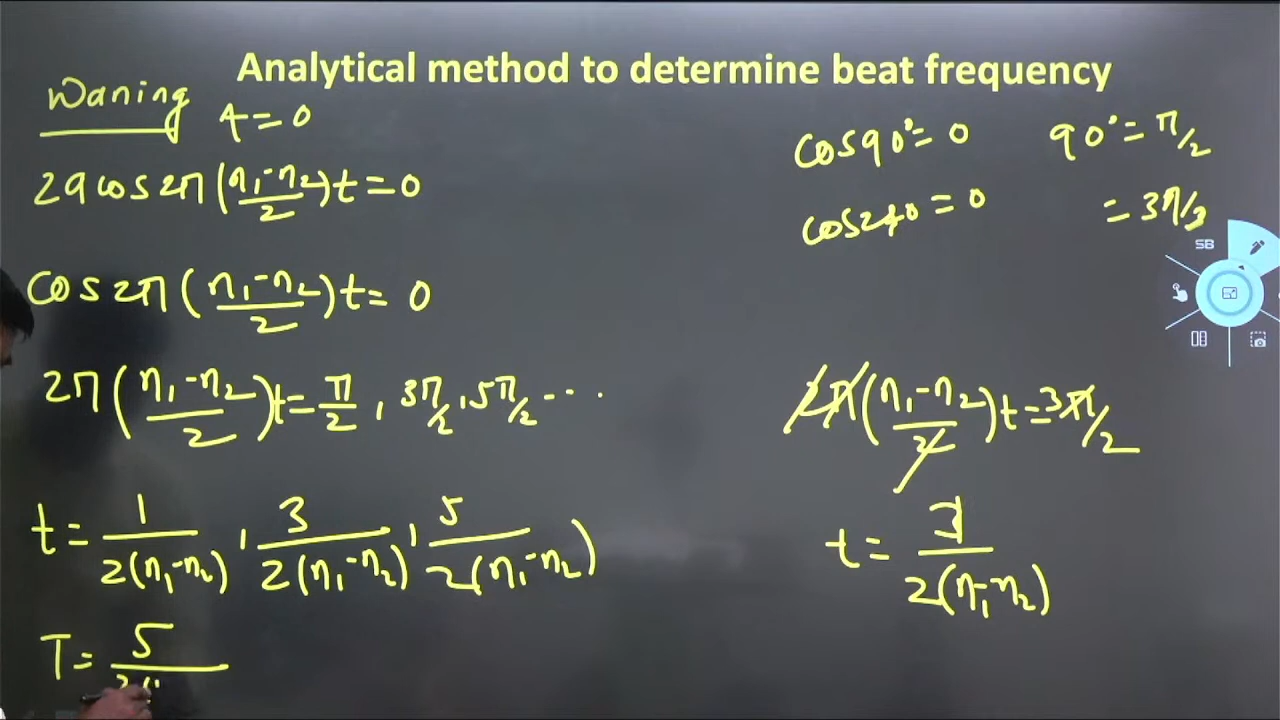 Analytical method to determine beat frequency
Waning
A = 0
2a cos 2π (n₁-n₂/2) t = 0
cos 2π (n₁-n₂/2) t = 0
2π (n₁-n₂/2) t = π/2, 3π/2, 5π/2 ....
t = 1/2(n₁-n₂), 3/2(n₁-n₂), 5/2(n₁-n₂)
T = 5/
cos 90° = 0 90° = π/2
= 0 = 3π/
SB
2π (n₁-n₂/2) t = 3π/2
t = 3/2(n₁-n₂)